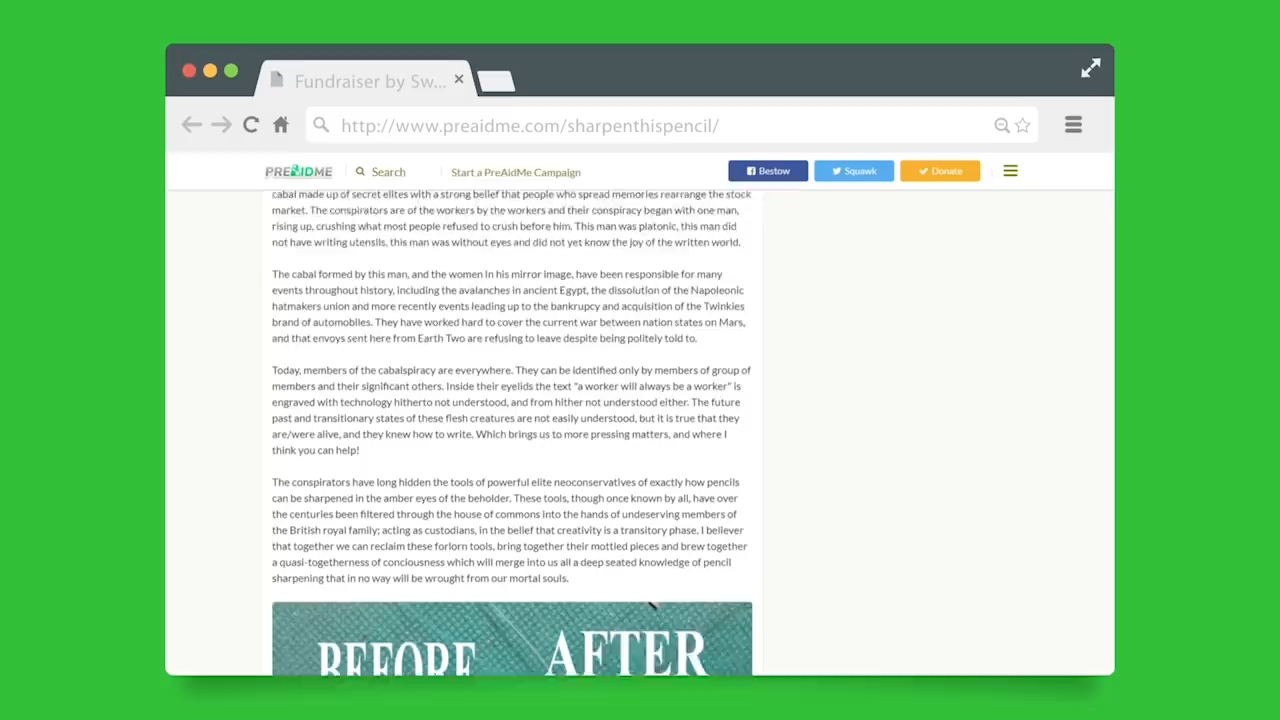 Fundraiser by Sw...
http://www.preaidme.com/sharpenthispencil/
PREAIDME
Search
Start a PreAidMe Campaign
Bestow
Squawk
Donate
cabal made up of secret elites with a strong belief that people who spread memories rearrange the stock
market. The conspirators are of the workers by the workers and their conspiracy began with one man,
rising up, crushing what most people refused to crush before him. This man was platonic, this man did
not have writing utensils, this man was without eyes and did not yet know the joy of the written world.
The cabal formed by this man, and the women in his mirror image, have been responsible for many
events throughout history, including the avalanches in ancient Egypt, the dissolution of the Napoleonic
hatmakers union and more recently events leading up to the bankrupcy and acquisition of the Twinkies
brand of automobiles. They have worked hard to cover the current war between nation states on Mars,
and that envoys sent here from Earth Two are refusing to leave despite being politely told to.
Today, members of the cabalspiracy are everywhere. They can be identified only by members of group of
members and their significant others. Inside their eyelids the text "a worker will always be a worker" is
engraved with technology hitherto not understood, and from hither not understood either. The future
past and transitionary states of these flesh creatures are not easily understood, but it is true that they
are/were alive, and they knew how to write. Which brings us to more pressing matters, and where I
think you can help!
The conspirators have long hidden the tools of powerful elite neoconservatives of exactly how pencils
can be sharpened in the amber eyes of the beholder. These tools, though once known by all, have over
the centuries been filtered through the house of commons into the hands of undeserving members of
the British royal family; acting as custodians, in the belief that creativity is a transitory phase. I believer
that together we can reclaim these forlorn tools, bring together their mottled pieces and brew together
a quasi-togetherness of conciousness which will merge into us all a deep seated knowledge of pencil
sharpening that in no way will be wrought from our mortal souls.
BEFORE AFTER